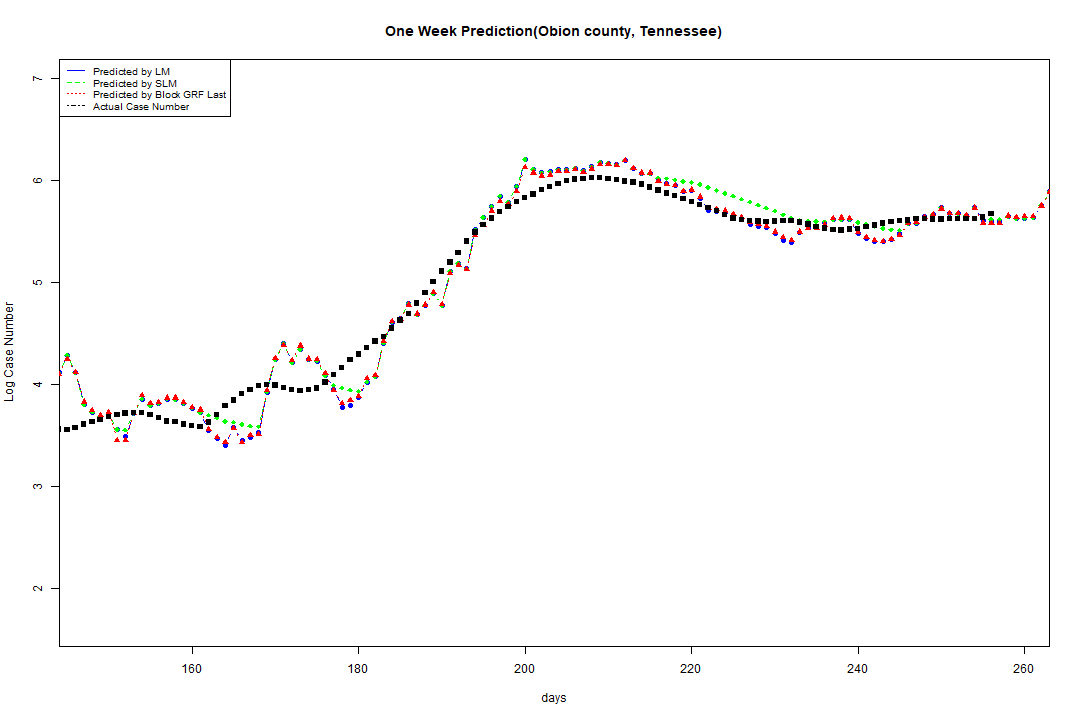 One Week Prediction(Obion county, Tennessee)
Predicted by LM
Predicted by SLM
Predicted by Block GRF Last
Actual Case Number
7
6
5
4
3
2
Log Case Number
160 180 200 220 240 260
days